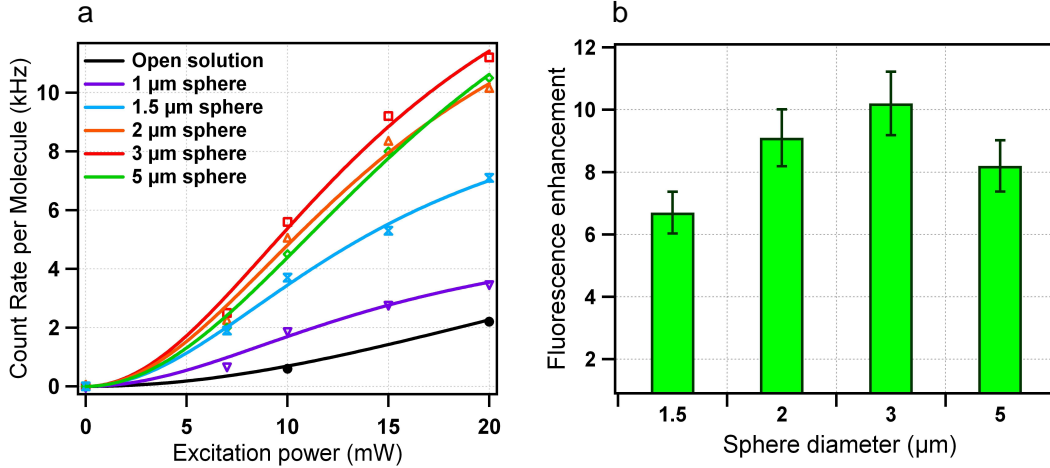 a
Count Rate per Molecule (kHz)
10
8
6
4
2
0
Open solution
1 µm sphere
1.5 µm sphere
2 µm sphere
3 µm sphere
5 µm sphere
0 5 10 15 20
Excitation power (mW)
b
Fluorescence enhancement
12
10
8
6
4
2
1.5 2 3 5
Sphere diameter (µm)